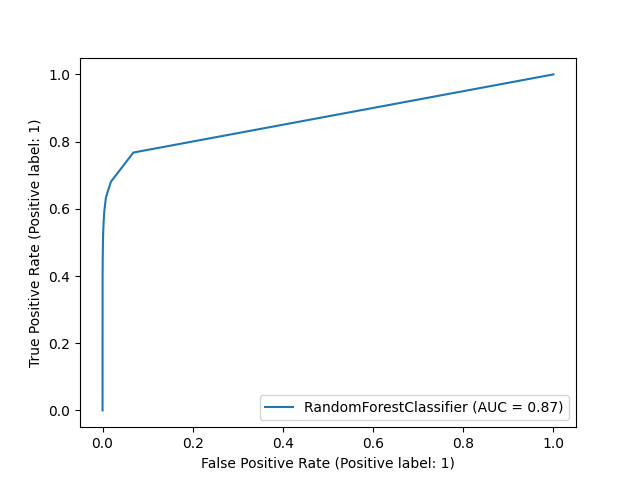 1.0
0.8
0.6
0.4
0.2
0.0
True Positive Rate (Positive label: 1)
RandomForestClassifier (AUC = 0.87)
0.0 0.2 0.4 0.6 0.8 1.0
False Positive Rate (Positive label: 1)